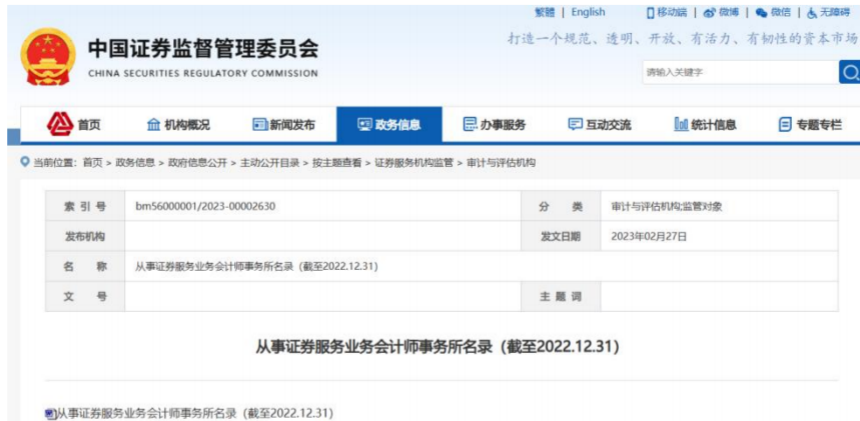 繁體 | English 移动端 | 微博 | 微信 | 无障碍
中国证券监督管理委员会
CHINA SECURITIES REGULATORY COMMISSION
打造一个规范、透明、开放、有活力、有韧性的资本市场
请输入关键字
首页 机构概况 新闻发布 政务信息 办事服务 互动交流 统计信息 专题专栏
当前位置：首页 > 政务信息 > 政府信息公开 > 主动公开目录 > 按主题查看 > 证券服务机构监管 > 审计与评估机构
索 引 号 bm56000001/2023-00002630 分 类 审计与评估机构;监管对象
发布机构 发文日期 2023年02月27日
名 称 从事证券服务业务会计师事务所名录（截至2022.12.31）
文 号 主 题 词
从事证券服务业务会计师事务所名录（截至2022.12.31）
从事证券服务业务会计师事务所名录（截至2022.12.31）